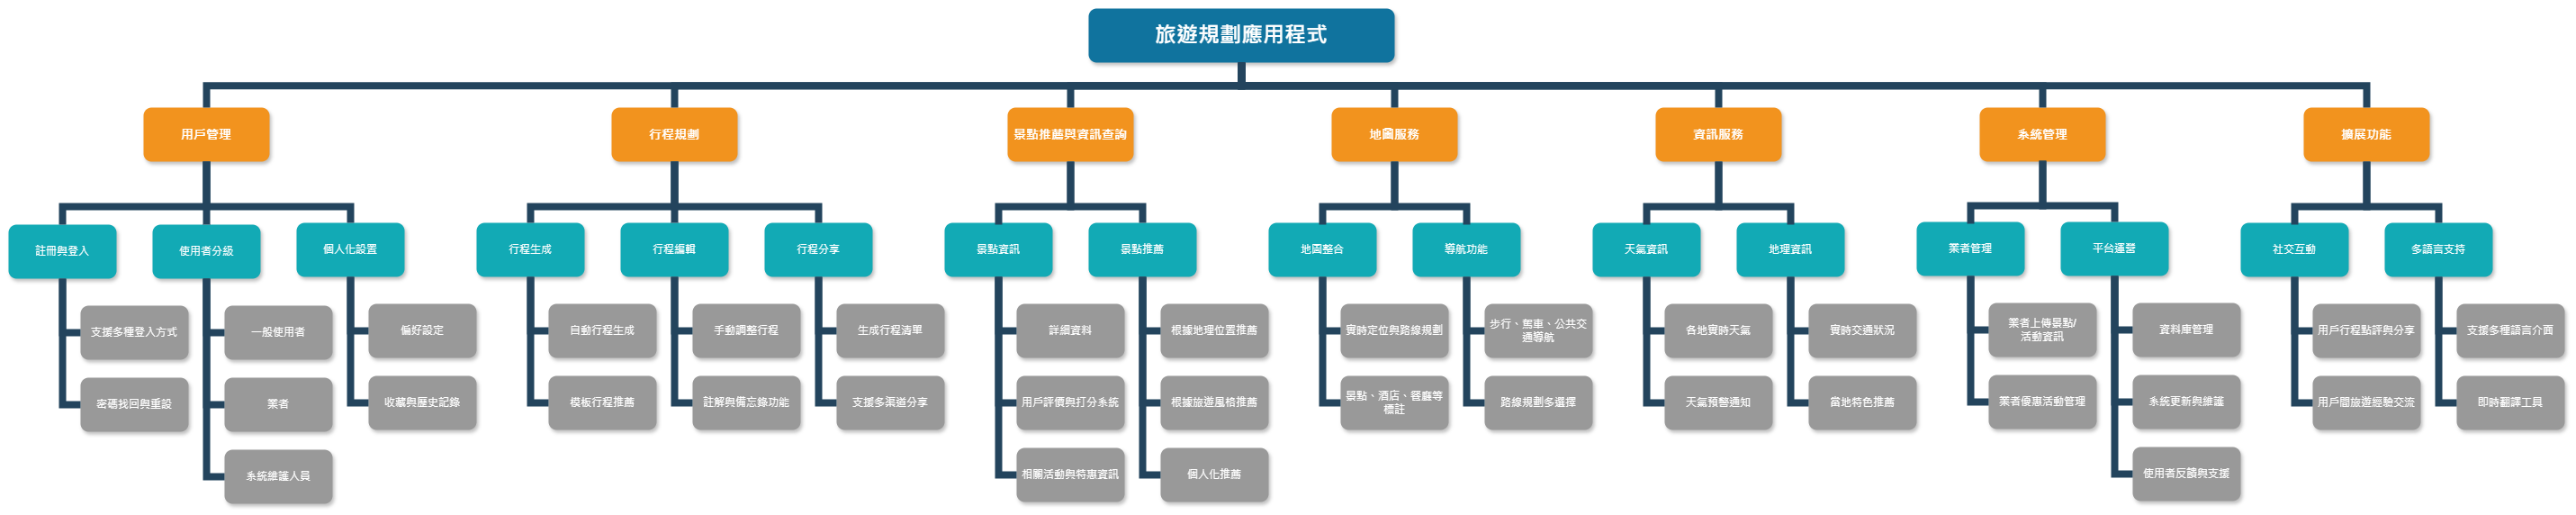 旅遊規劃應用程式
用戶管理
行程規劃
景點推薦與資訊查詢
地圖服務
資訊服務
系統管理
擴展功能
註冊與登入
使用者分級
個人化設置
行程生成
行程編輯
行程分享
景點資訊
景點推薦
地圖整合
導航功能
天氣資訊
地理資訊
業者管理
平台運營
社交互動
多語言支持
支援多種登入方式
一般使用者
偏好設定
自動行程生成
手動調整行程
生成行程清單
詳細資料
根據地理位置推薦
實時定位與路線規劃
步行、駕車、公共交
通導航
各地實時天氣
實時交通狀況
業者上傳景點/
活動資訊
資料庫管理
用戶行程點評與分享
支援多種語言介面
密碼找回與重設
業者
收藏與歷史記錄
模板行程推薦
註解與備忘錄功能
支援多渠道分享
用戶評價與打分系統
根據旅遊風格推薦
景點、酒店、餐廳等
標註
路線規劃多選擇
天氣預警通知
當地特色推薦
業者優惠活動管理
系統更新與維護
用戶間旅遊經驗交流
即時翻譯工具
系統維護人員
相關活動與特惠資訊
個人化推薦
使用者反饋與支援